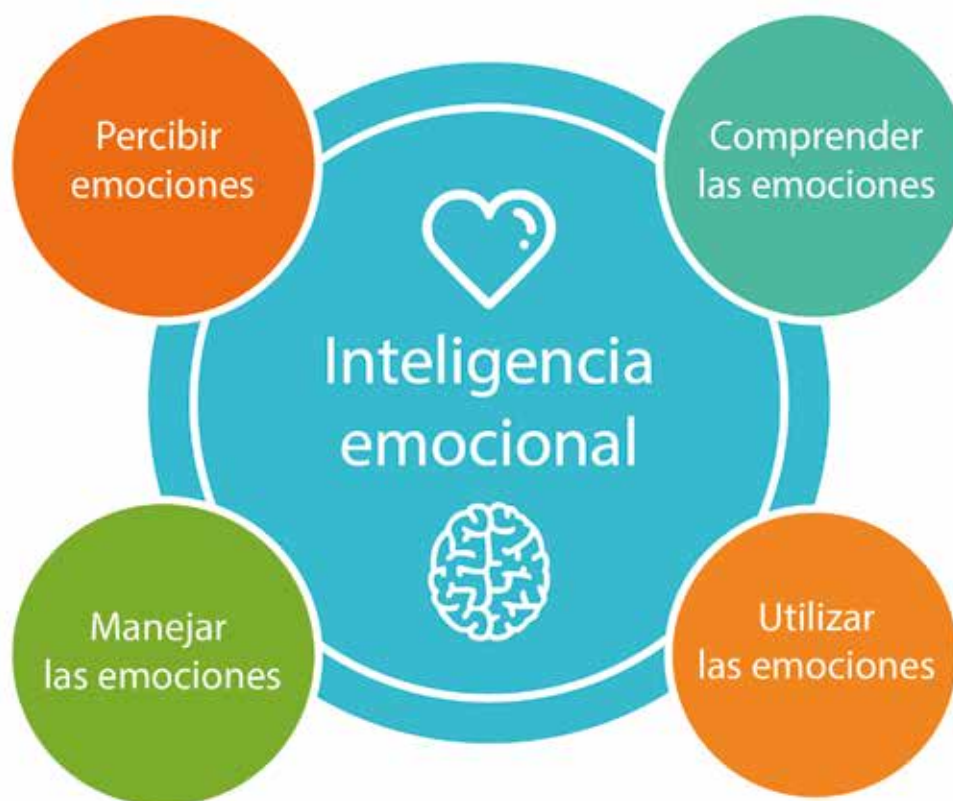 Percibir
emociones
Comprender
las emociones
Inteligencia
emocional
Manejar
las emociones
Utilizar
las emociones